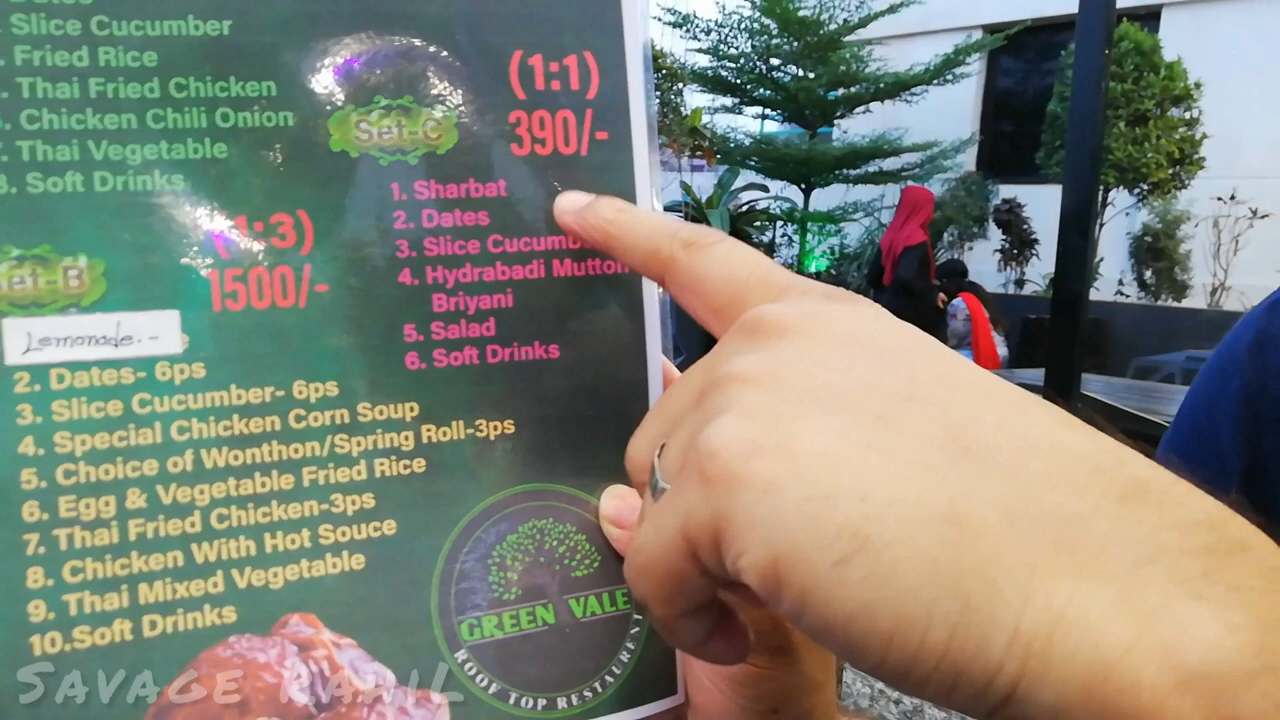 Dates
Slice Cucumber
Fried Rice
Thai Fried Chicken
Chicken Chili Onion
Thai Vegetable
8. Soft Drinks
(1:3)
1500/-
Set-B
Lemonade.-
2. Dates- 6ps
3. Slice Cucumber- 6ps
4. Special Chicken Corn Soup
5. Choice of Wonthon/Spring Roll-3ps
6. Egg & Vegetable Fried Rice
7. Thai Fried Chicken-3ps
8. Chicken With Hot Souce
9. Thai Mixed Vegetable
10.Soft Drinks
(1:1)
Set-C
390/-
1. Sharbat
2. Dates
3. Slice
4. Hydrabadi Mutton
Briyani
5. Salad
6. Soft Drinks
GREEN VALE
ROOF TOP RESTAURENT
SAVAGE RAHIL